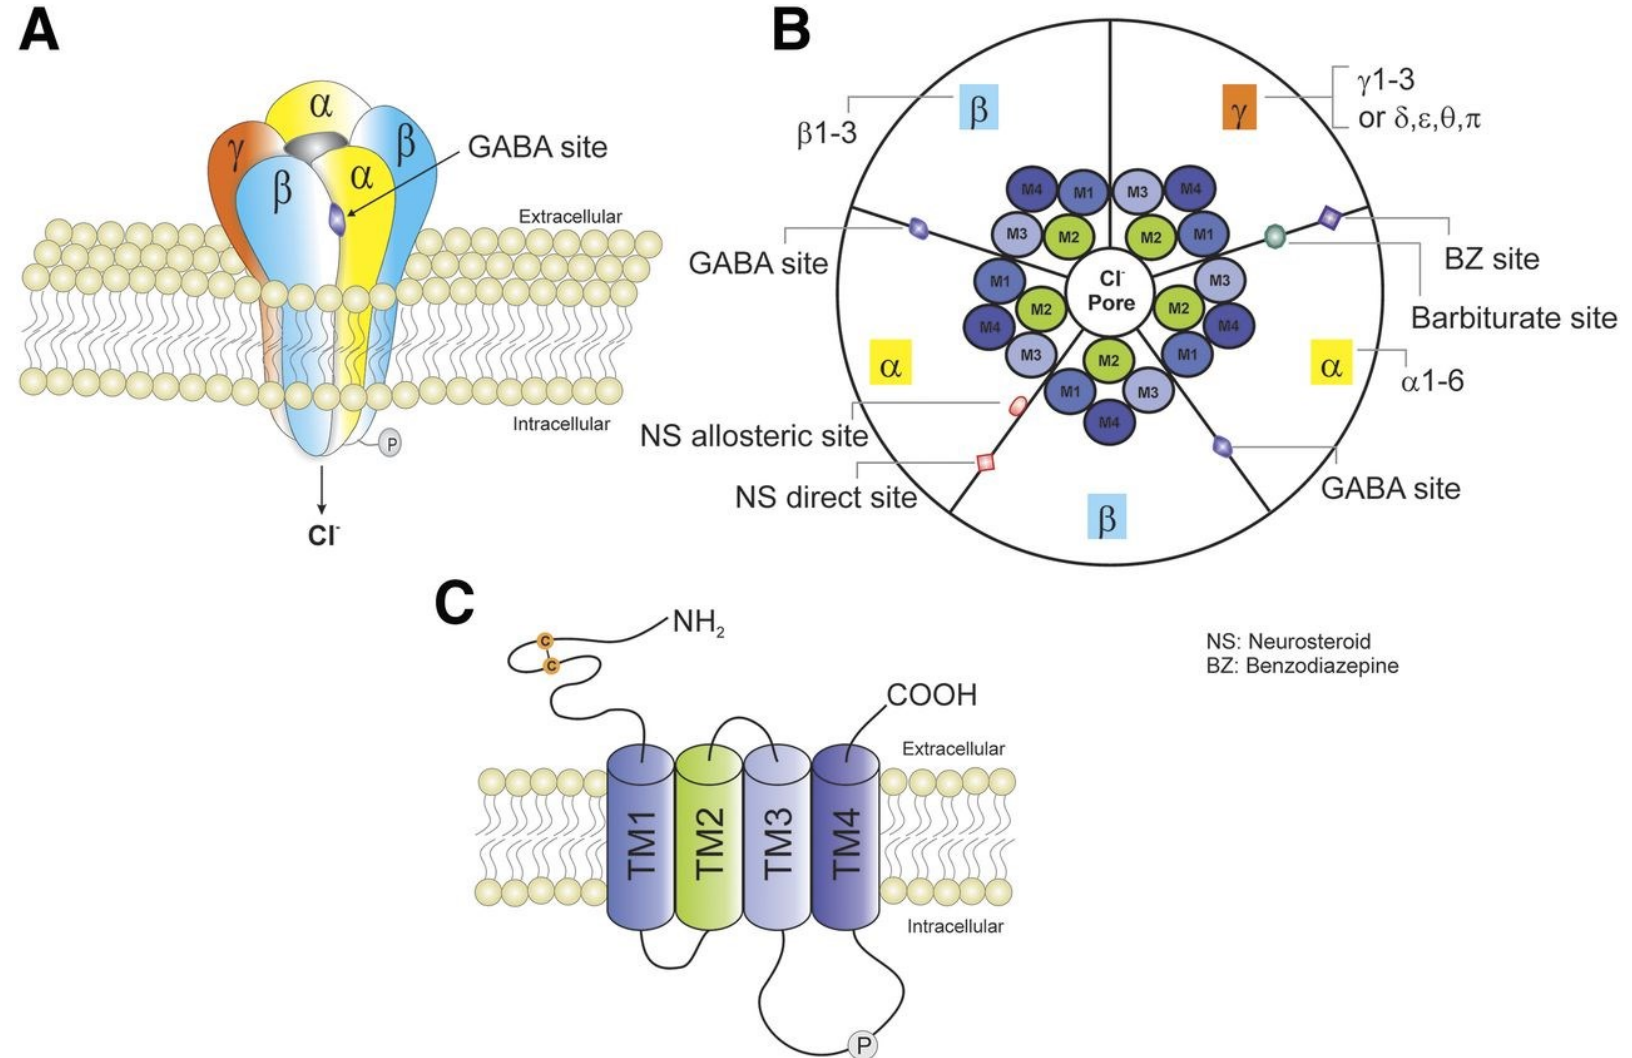 A
α
γ
β
β
α
GABA site
Extracellular
Intracellular
P
Cl⁻
B
β
γ
γ1-3
or δ,ε,θ,π
β1-3
M4
M1
M3
M4
M3
M2
M2
M1
GABA site
BZ site
Cl⁻
Pore
M1
M3
M2
M2
M4
M4
Barbiturate site
M3
M2
M1
α
α
α1-6
M1
M3
NS allosteric site
M4
NS direct site
GABA site
β
C
NH₂
C
C
NS: Neurosteroid
BZ: Benzodiazepine
COOH
Extracellular
TM1
TM2
TM3
TM4
Intracellular
P